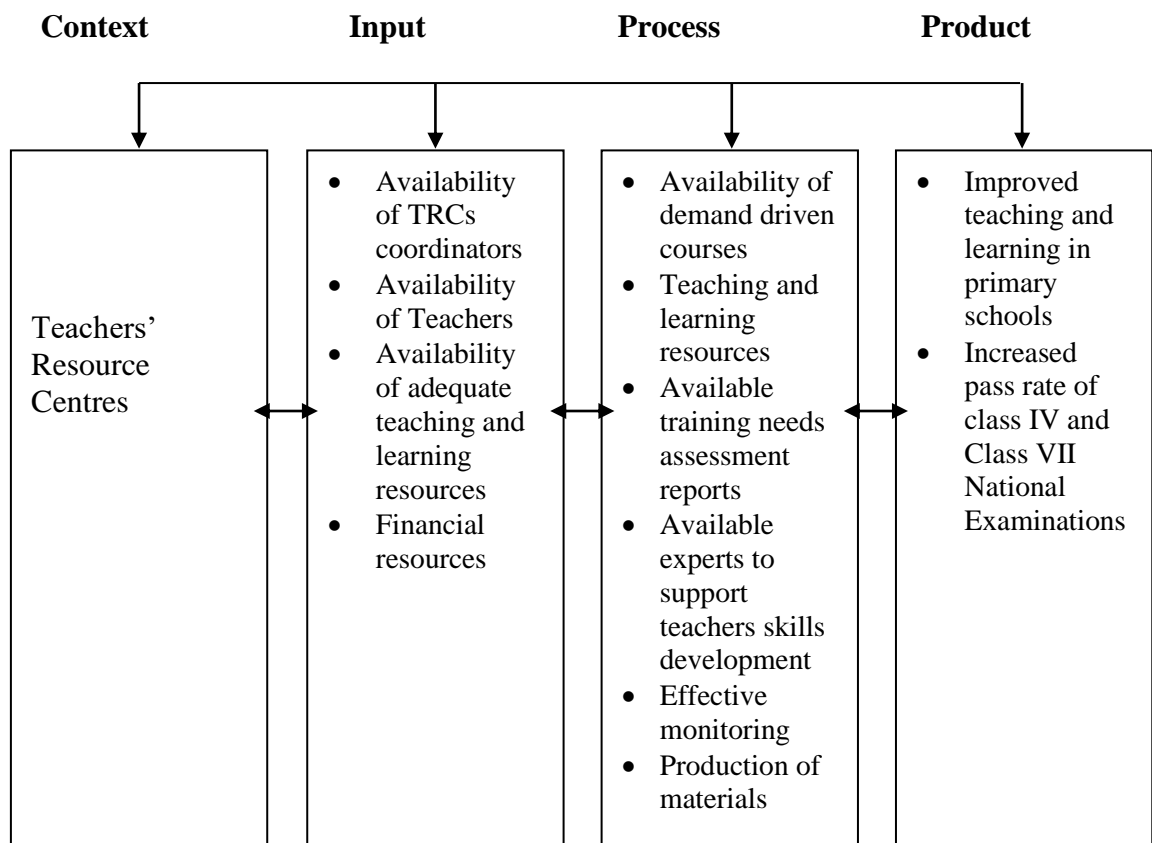 Context Input Process Product
Teachers’
Resource
Centres
• Availability
of TRCs
coordinators
• Availability
of Teachers
• Availability
of adequate
teaching and
learning
resources
• Financial
resources
• Availability of
demand driven
courses
• Teaching and
learning
resources
• Available
training needs
assessment
reports
• Available
experts to
support
teachers skills
development
• Effective
monitoring
• Production of
materials
• Improved
teaching and
learning in
primary
schools
• Increased
pass rate of
class IV and
Class VII
National
Examinations